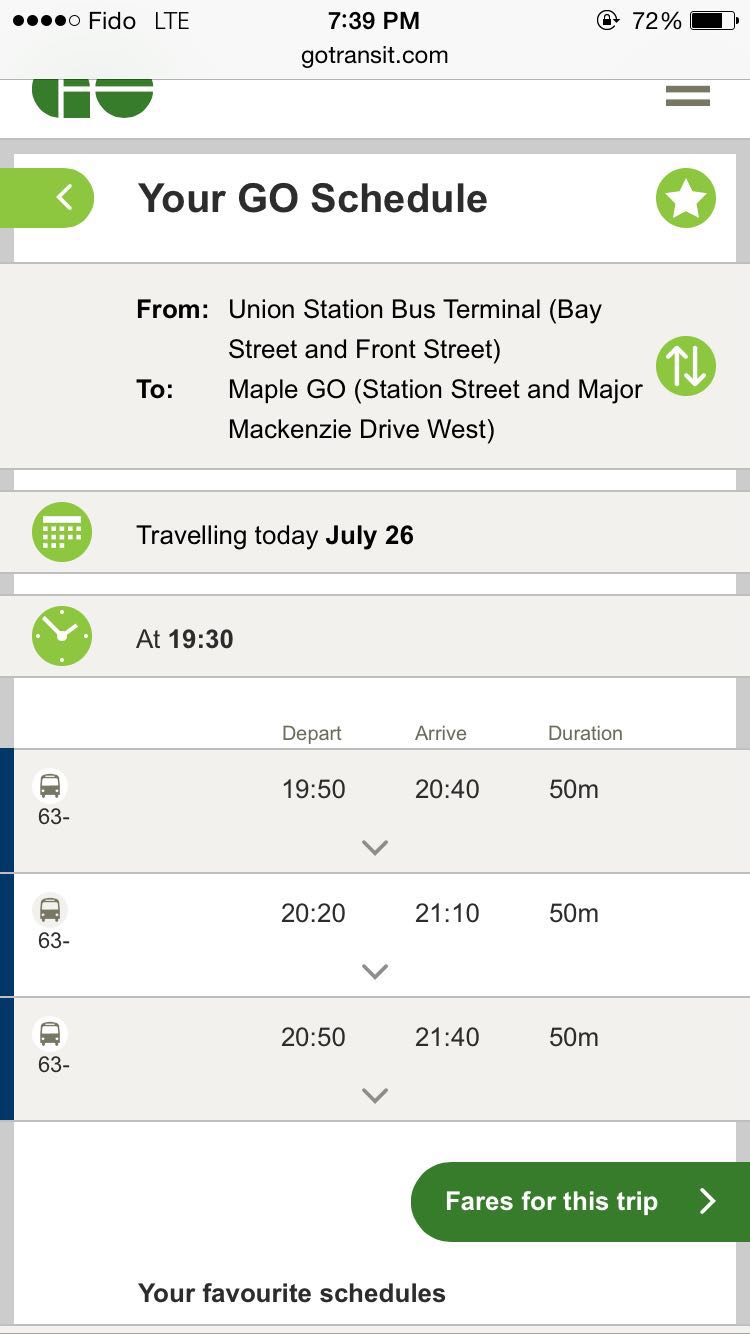 Fido LTE 7:39 PM 72%
gotransit.com
Your GO Schedule
From: Union Station Bus Terminal (Bay
Street and Front Street)
To: Maple GO (Station Street and Major
Mackenzie Drive West)
Travelling today July 26
At 19:30
Depart Arrive Duration
19:50 20:40 50m
63-
20:20 21:10 50m
63-
20:50 21:40 50m
63-
Fares for this trip
Your favourite schedules